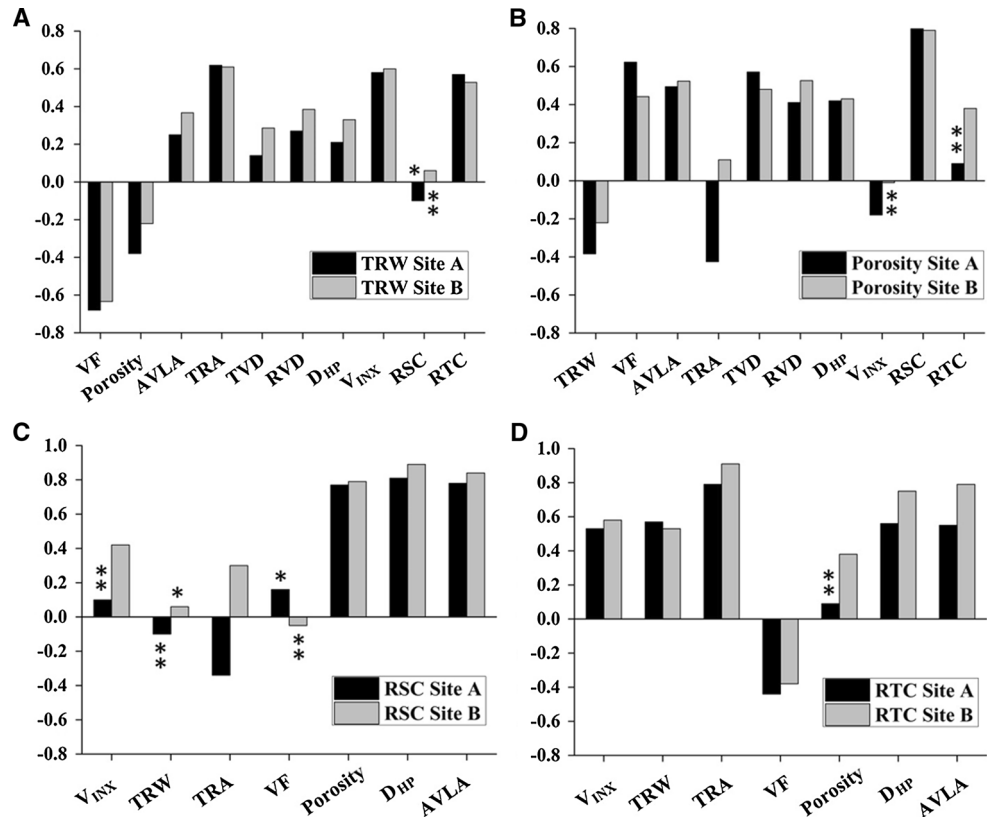 A
0.8
0.6
0.4
0.2
0.0
-0.2
-0.4
-0.6
-0.8
* * *
TRW Site A
TRW Site B
VF Porosity AVLA TRA TVD RVD DHP VINX RSC RTC
B
0.8
0.6
0.4
0.2
0.0
-0.2
-0.4
-0.6
-0.8
* * * *
Porosity Site A
Porosity Site B
TRW VF AVLA TRA TVD RVD DHP VINX RSC RTC
C
1.0
0.8
0.6
0.4
0.2
0.0
-0.2
-0.4
-0.6
-0.8
* * * * * * * *
RSC Site A
RSC Site B
VINX TRW TRA VF Porosity DHP AVLA
D
1.0
0.8
0.6
0.4
0.2
0.0
-0.2
-0.4
-0.6
-0.8
* *
RTC Site A
RTC Site B
VINX TRW TRA VF Porosity DHP AVLA